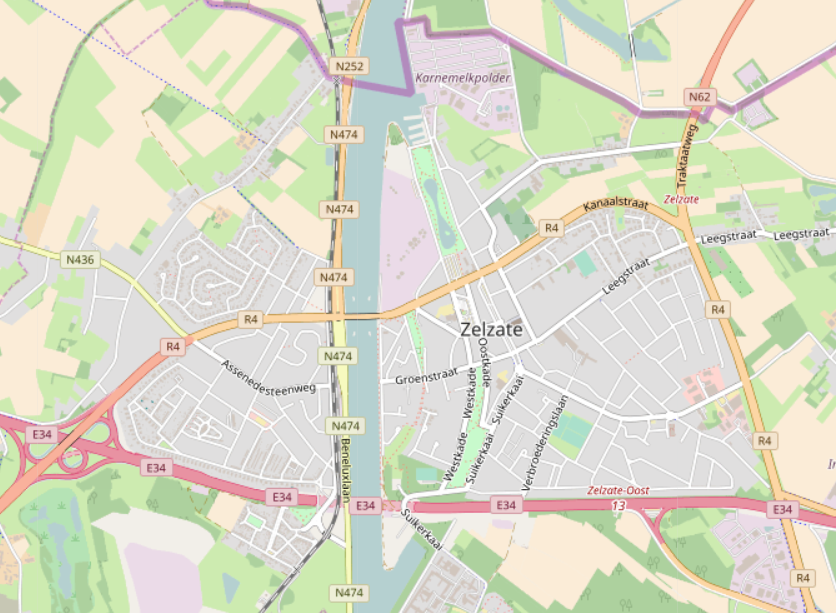 N252
Karnemelkpolder
N62
N474
Traktaatweg
N474
Zelzate
Kanaalstraat
R4
Leegstraat
Leegstraat
N436
N474
Leegstraat
R4
R4
Zelzate
R4
N474
Oostkade
Assenedesteenweg
Groenstraat
Westkade
Suikerkaai
Verbroederingslaan
N474
E34
Beneluxlaan
R4
Westkade
Suikerkaai
E34
E34
E34
E34
Zelzate-Oost
13
E34
Suikerkaai
R4
N474